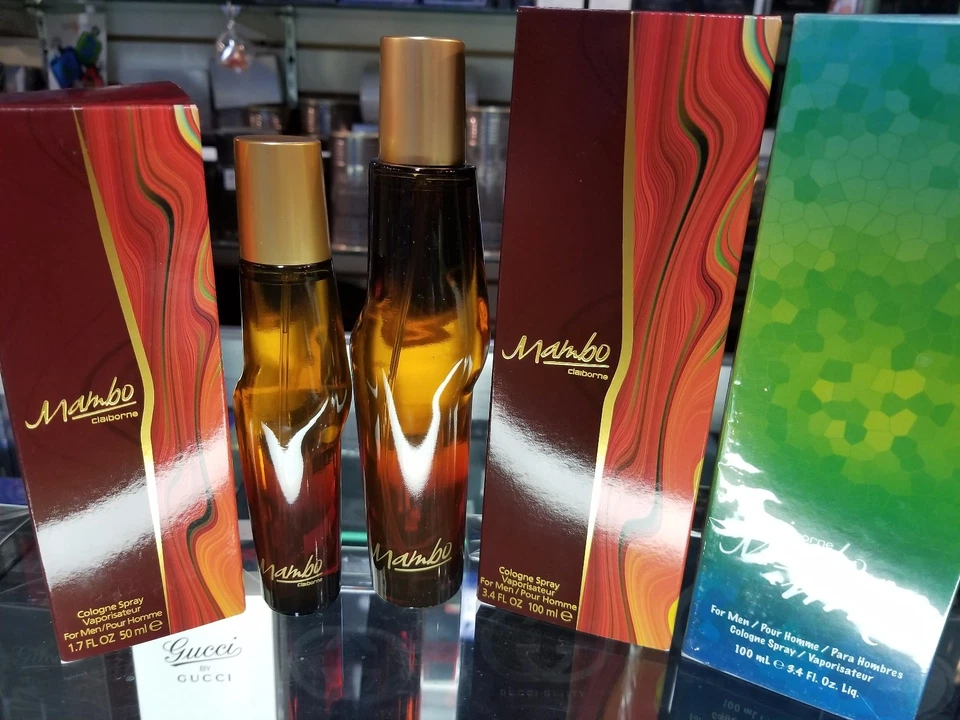 Mambo
claiborne
Cologne Spray
Vaporisateur
For Men/Pour Homme
1.7 FL OZ 50 ml e
Gucci
BY
GUCCI
Mambo
claiborne
Mambo
Mambo
claiborne
Cologne Spray
Vaporisateur
For Men/Pour Homme
3.4 FL OZ 100 ml e
For Men / Pour Homme / Para Hombres
Cologne Spray / Vaporisateur
100 mL e 3.4 Fl. Oz. Liq.